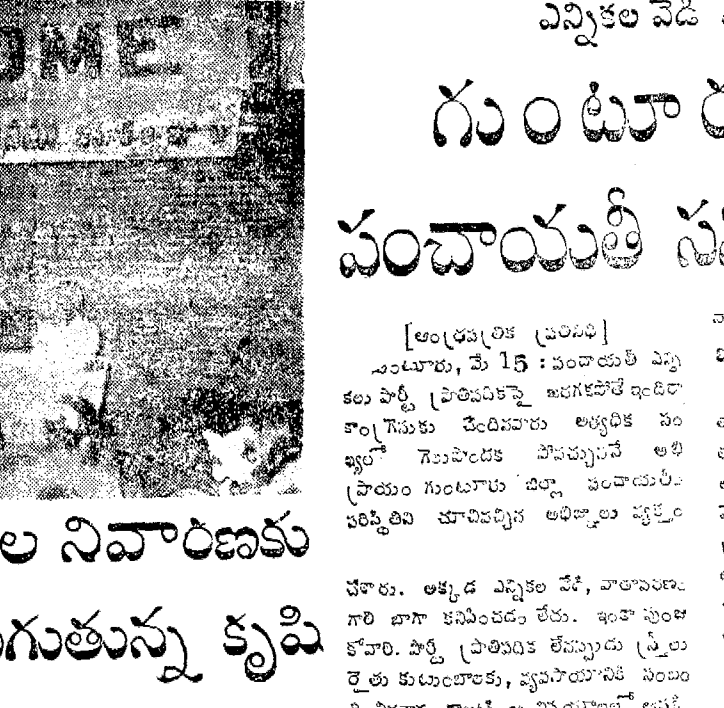 OME
ల నివారణకు
గుతున్న కృషి
ఎన్నికల వేడి
గుంటూరు
పంచాయతీ
[ఆంధ్రపత్రిక ప్రతినిధి]
గుంటూరు, మే 15 : పంచాయతీ ఎన్ని
కలు పార్టీ ప్రాతిపదికపై జరగకపోతే ఇందిరా
కాంగ్రెసుకు చెందినవారు అత్యధిక సం
ఖ్యలో గెలుపొందక పోవచ్చుననే అభి
ప్రాయం గుంటూరు జిల్లా పంచాయతీల
పరిస్థితిని చూచివచ్చిన అభిజ్ఞులు వ్యక్తం
చేశారు. అక్కడ ఎన్నికల వేడి, వాతావరణం
గాని బాగా కనిపించడం లేదు. ఇంకా పుంజు
కోవాలి. పార్టీ ప్రాతిపదిక లేనప్పుడు స్త్రీలు
రైతు కుటుంబాలకు, వ్యవసాయానికి సంబం